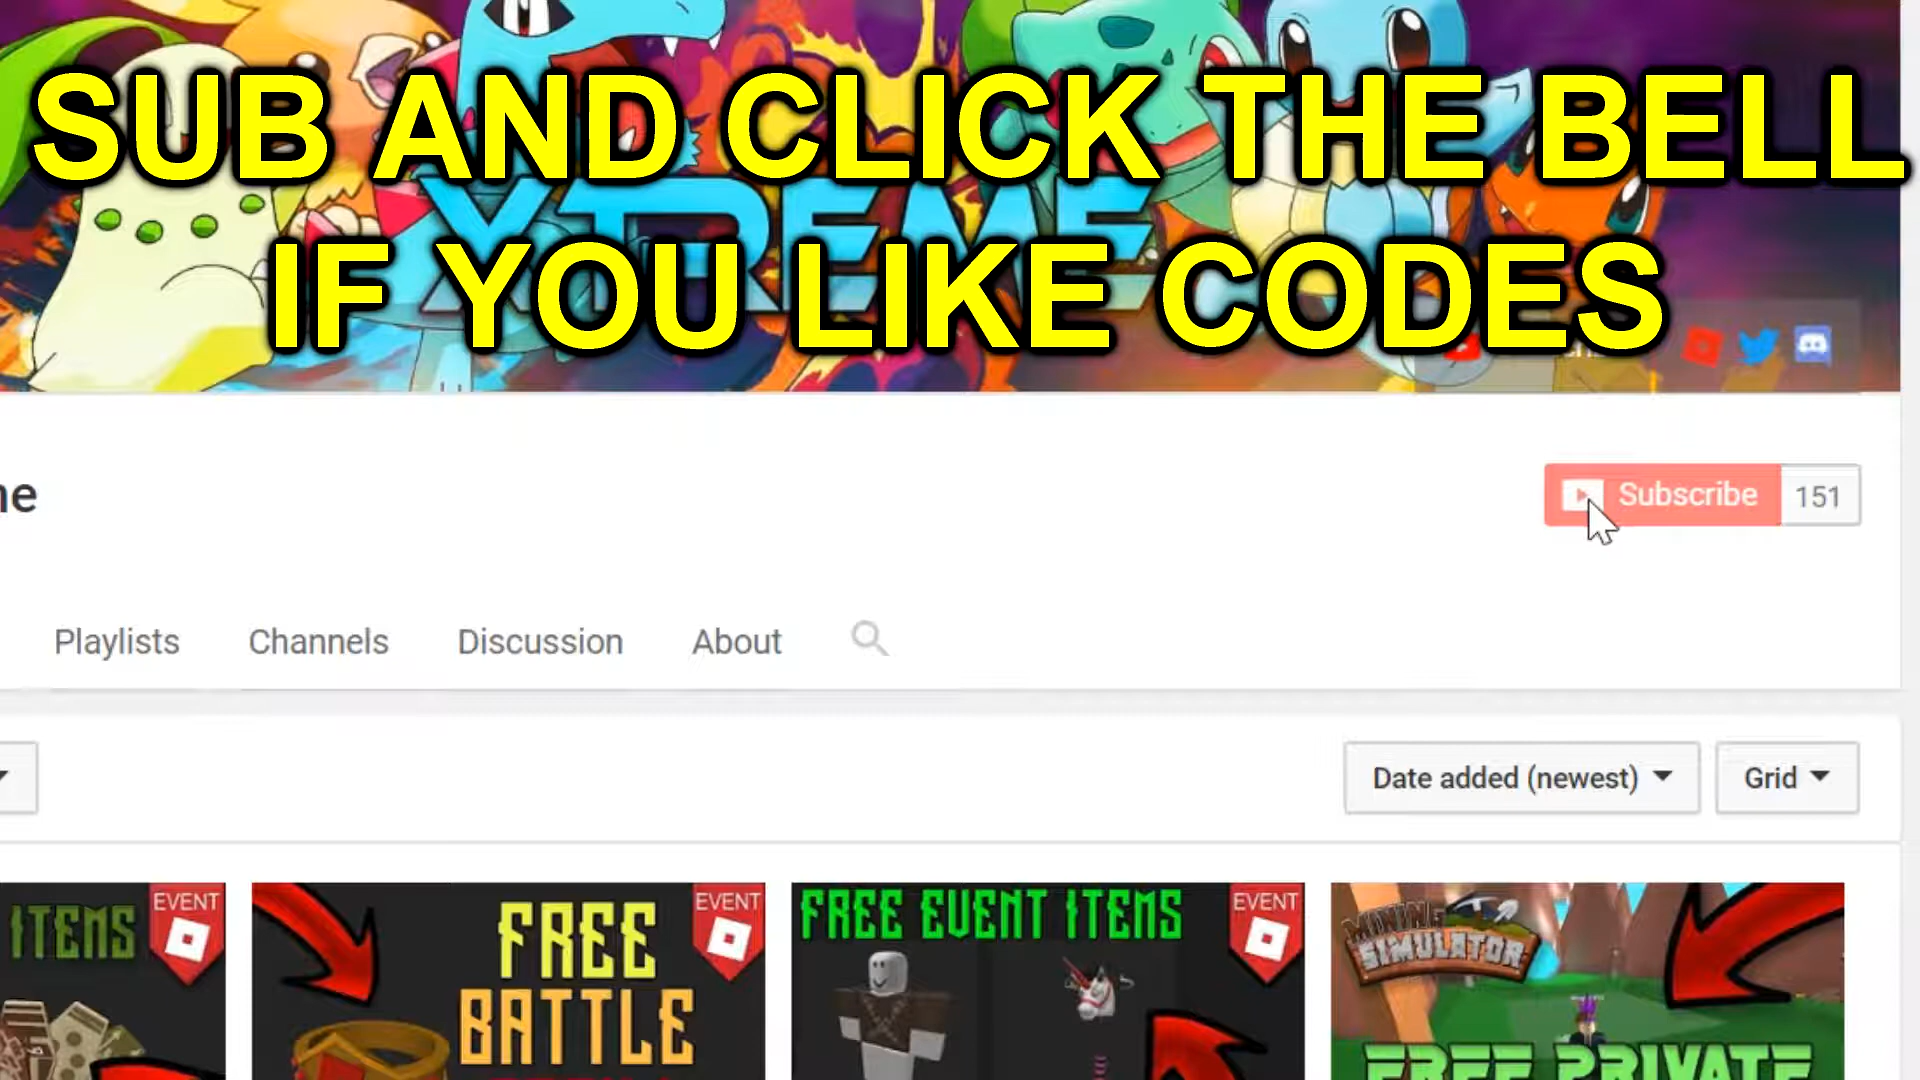 SUB AND CLICK THE BELL
XTREME
IF YOU LIKE CODES
Subscribe 151
Playlists Channels Discussion About
Date added (newest) Grid
ITEMS EVENT
FREE BATTLE EVENT
FREE EVENT ITEMS EVENT
MINING SIMULATOR
FREE PRIVATE